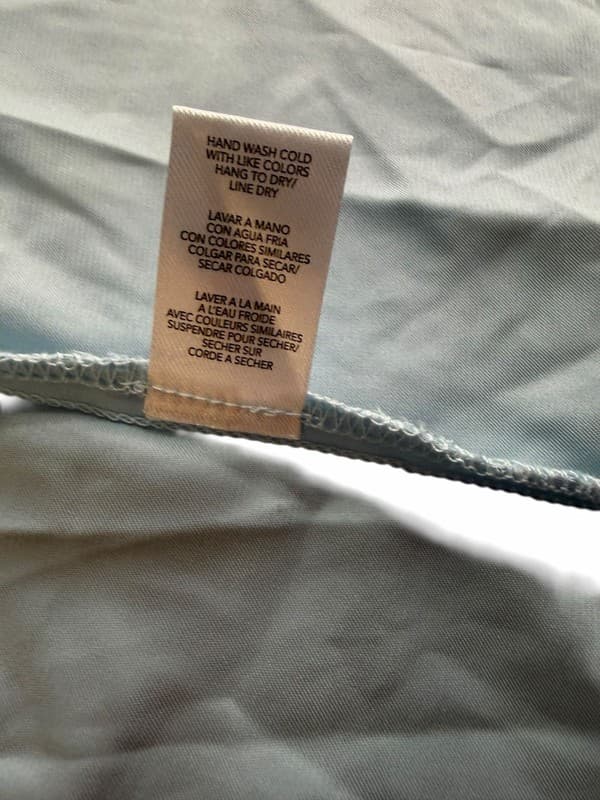 HAND WASH COLD
WITH LIKE COLORS
HANG TO DRY/
LINE DRY
LAVAR A MANO
CON AGUA FRIA
CON COLORES SIMILARES
COLGAR PARA SECAR/
SECAR COLGADO
LAVER A LA MAIN
A L'EAU FROIDE
AVEC COULEURS SIMILAIRES
SUSPENDRE POUR SECHER/
SECHER SUR
CORDE A SECHER